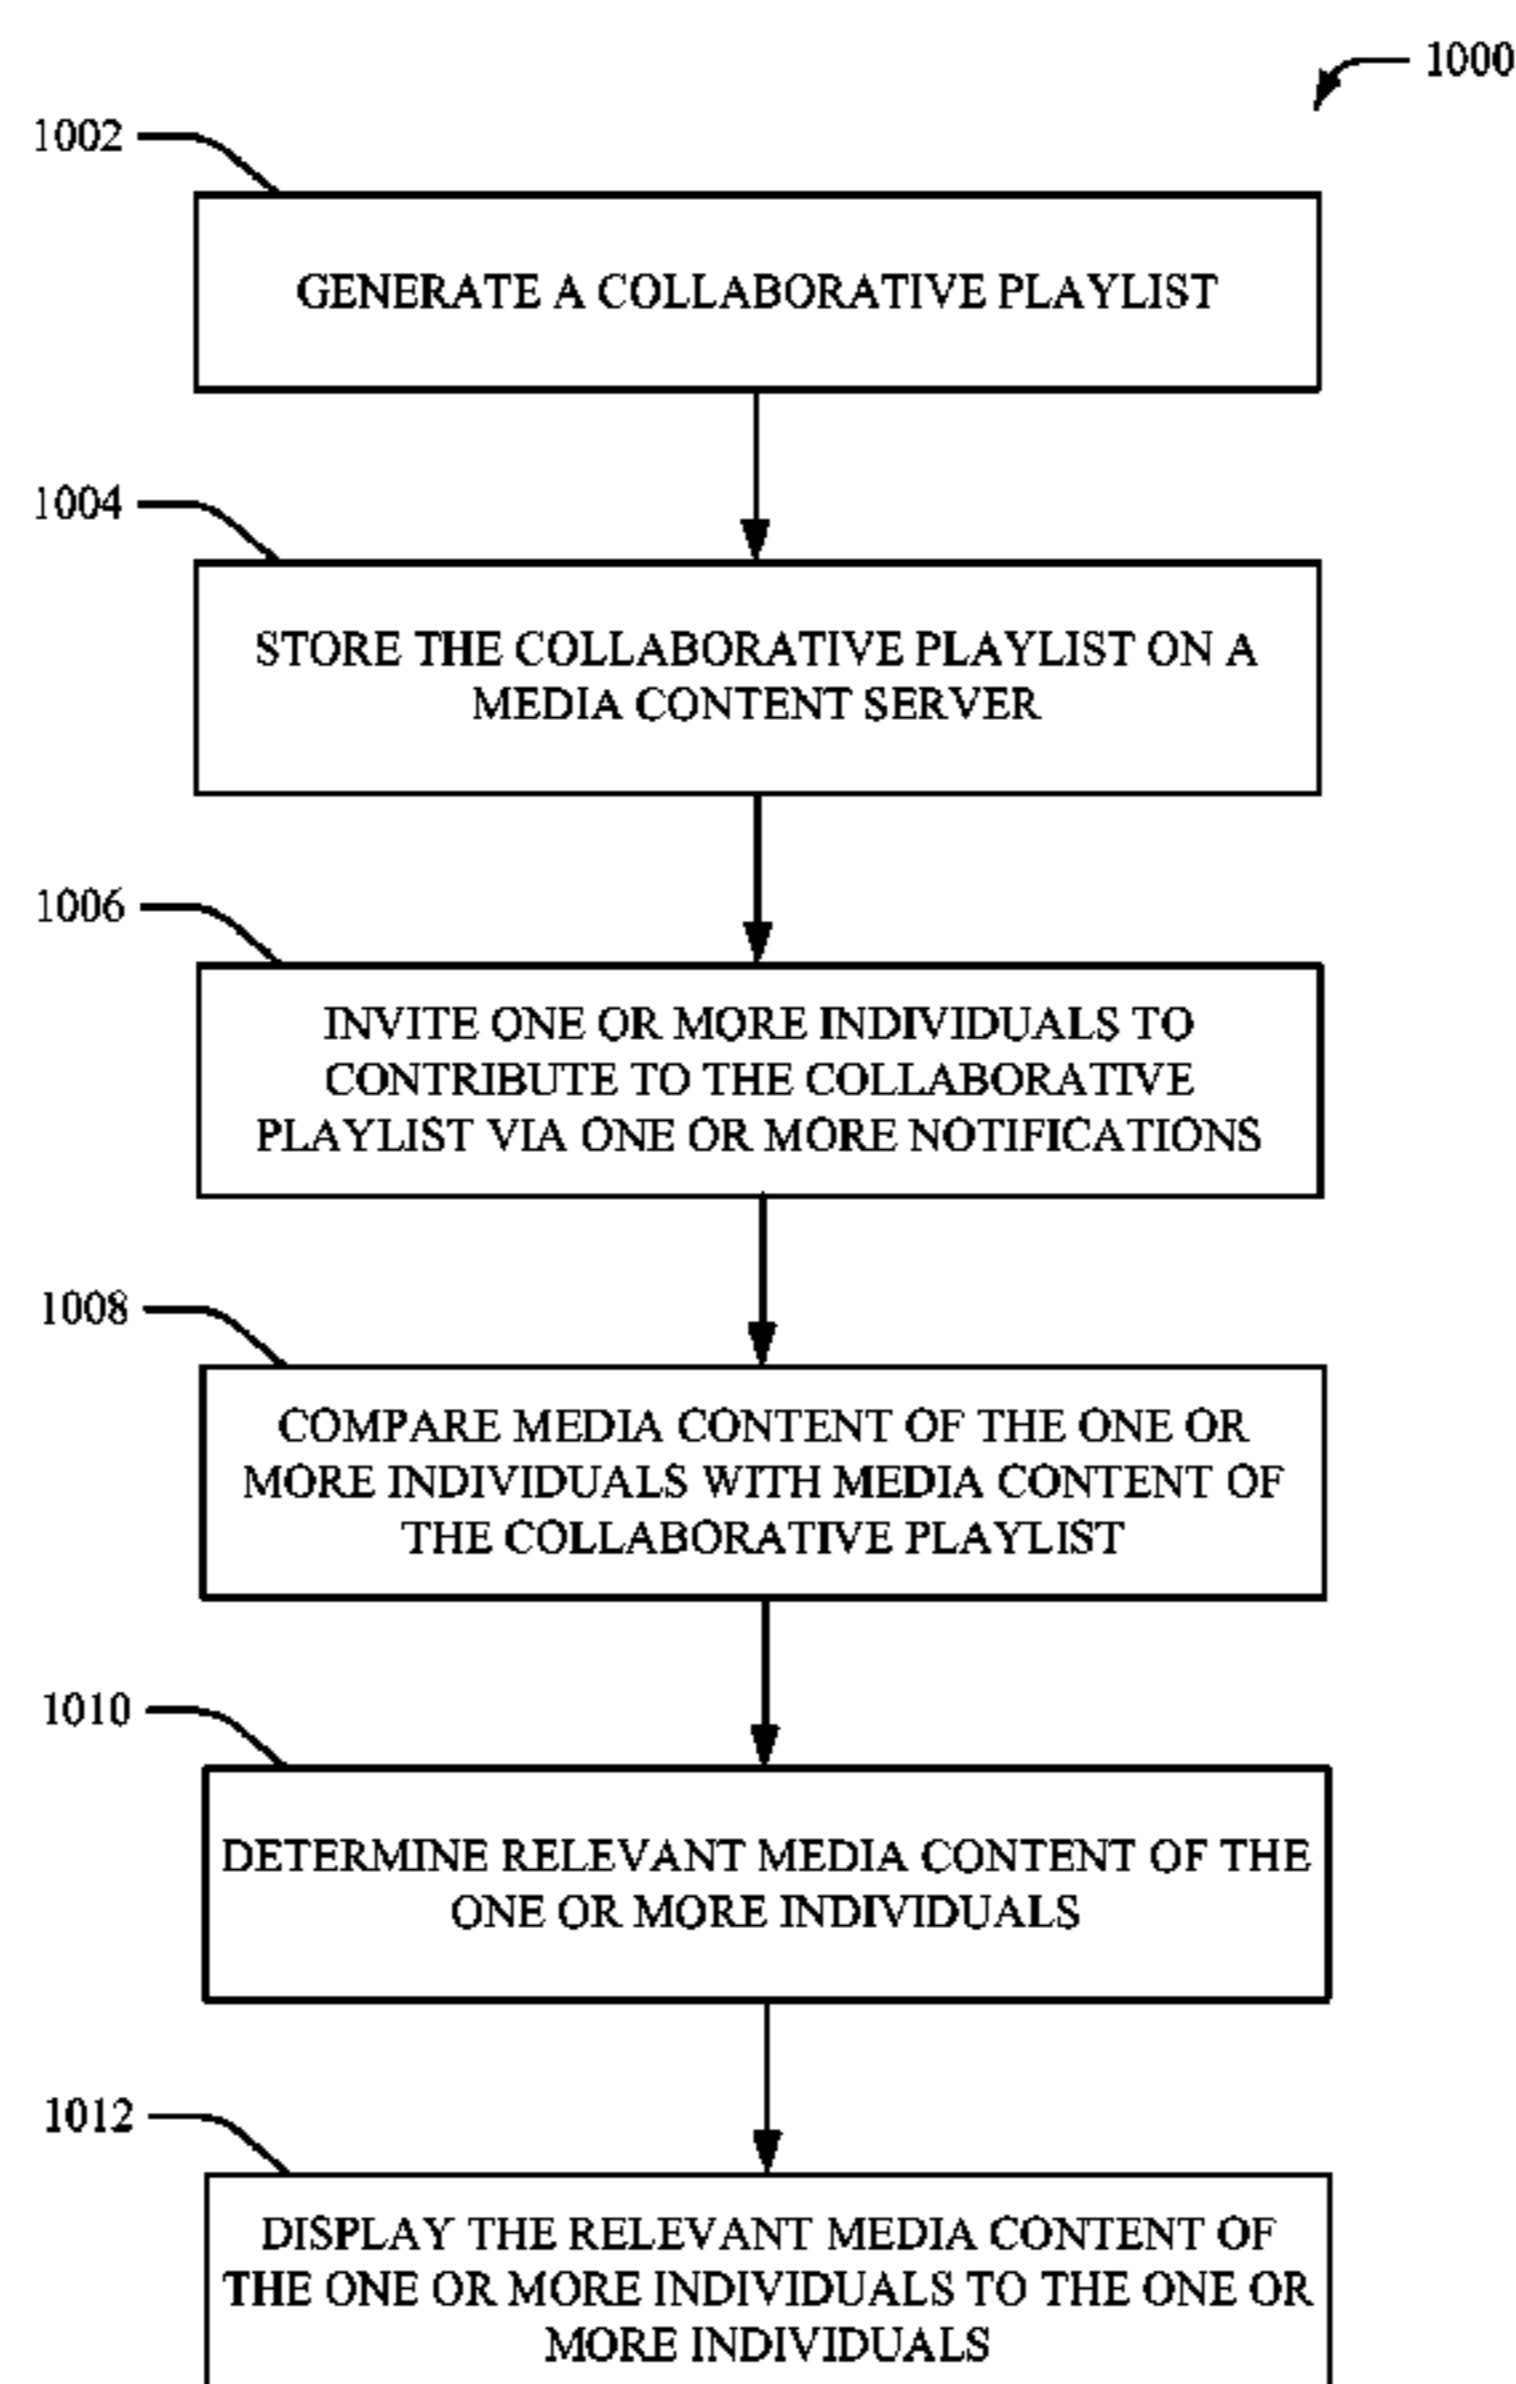 1000
1002
GENERATE A COLLABORATIVE PLAYLIST
1004
STORE THE COLLABORATIVE PLAYLIST ON A
MEDIA CONTENT SERVER
1006
INVITE ONE OR MORE INDIVIDUALS TO
CONTRIBUTE TO THE COLLABORATIVE
PLAYLIST VIA ONE OR MORE NOTIFICATIONS
1008
COMPARE MEDIA CONTENT OF THE ONE OR
MORE INDIVIDUALS WITH MEDIA CONTENT OF
THE COLLABORATIVE PLAYLIST
1010
DETERMINE RELEVANT MEDIA CONTENT OF THE
ONE OR MORE INDIVIDUALS
1012
DISPLAY THE RELEVANT MEDIA CONTENT OF
THE ONE OR MORE INDIVIDUALS TO THE ONE OR
MORE INDIVIDUALS